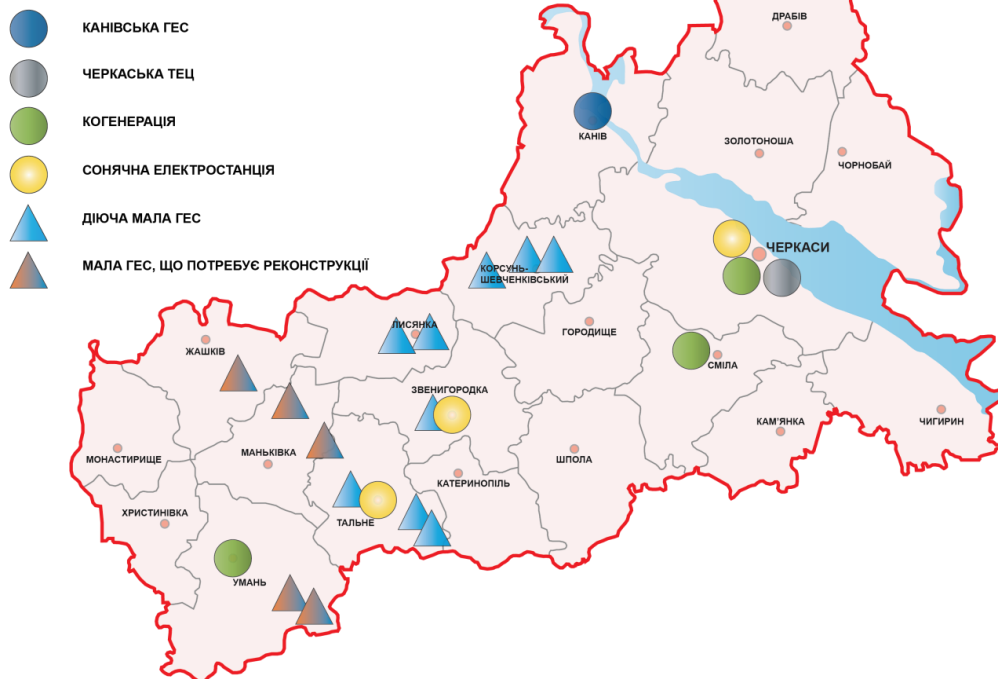 КАНІВСЬКА ГЕС
ЧЕРКАСЬКА ТЕЦ
КОГЕНЕРАЦІЯ
СОНЯЧНА ЕЛЕКТРОСТАНЦІЯ
ДІЮЧА МАЛА ГЕС
МАЛА ГЕС, ЩО ПОТРЕБУЄ РЕКОНСТРУКЦІЇ
ДРАБІВ
КАНІВ
ЗОЛОТОНОША
ЧОРНОБАЙ
ЧЕРКАСИ
КОРСУНЬ-
ШЕВЧЕНКІВСЬКИЙ
ЛИСЯНКА
ГОРОДИЩЕ
ЖАШКІВ
СМІЛА
ЗВЕНИГОРОДКА
КАМ'ЯНКА
ЧИГИРИН
МОНАСТИРИЩЕ
МАНЬКІВКА
ШПОЛА
КАТЕРИНОПІЛЬ
ХРИСТИНІВКА
ТАЛЬНЕ
УМАНЬ